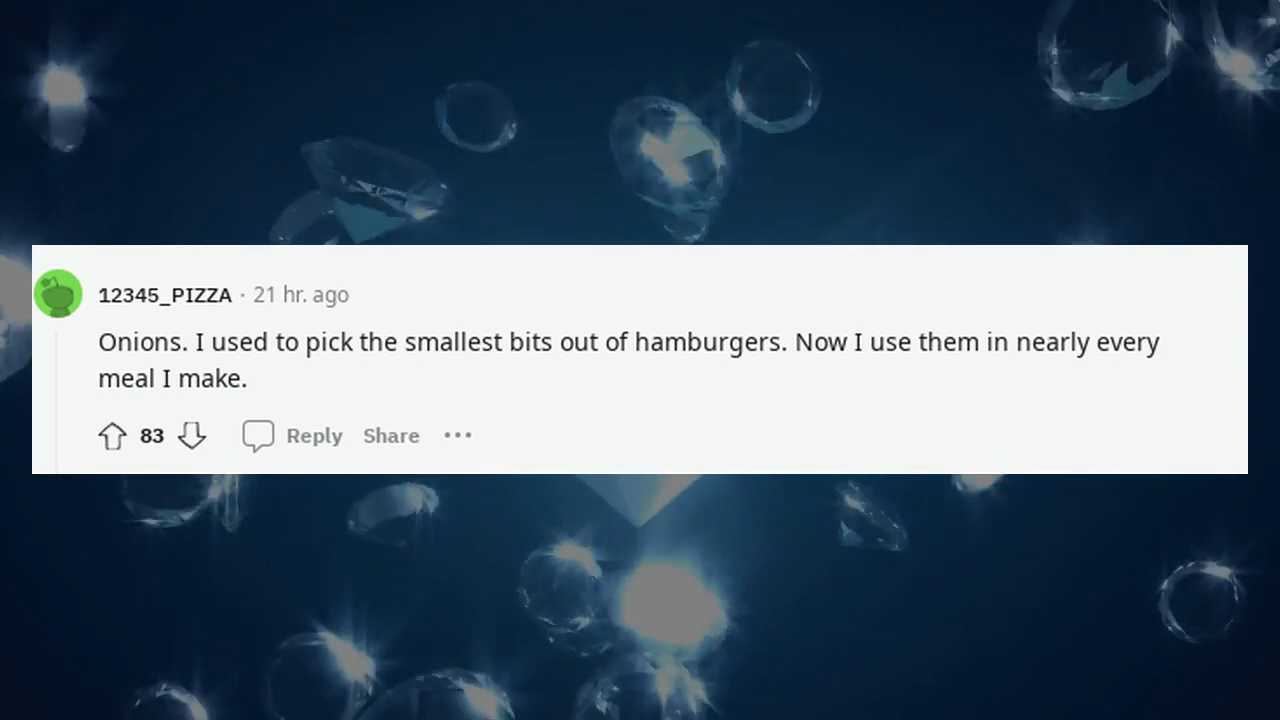 12345_PIZZA · 21 hr. ago
Onions. I used to pick the smallest bits out of hamburgers. Now I use them in nearly every
meal I make.
83 Reply Share ···